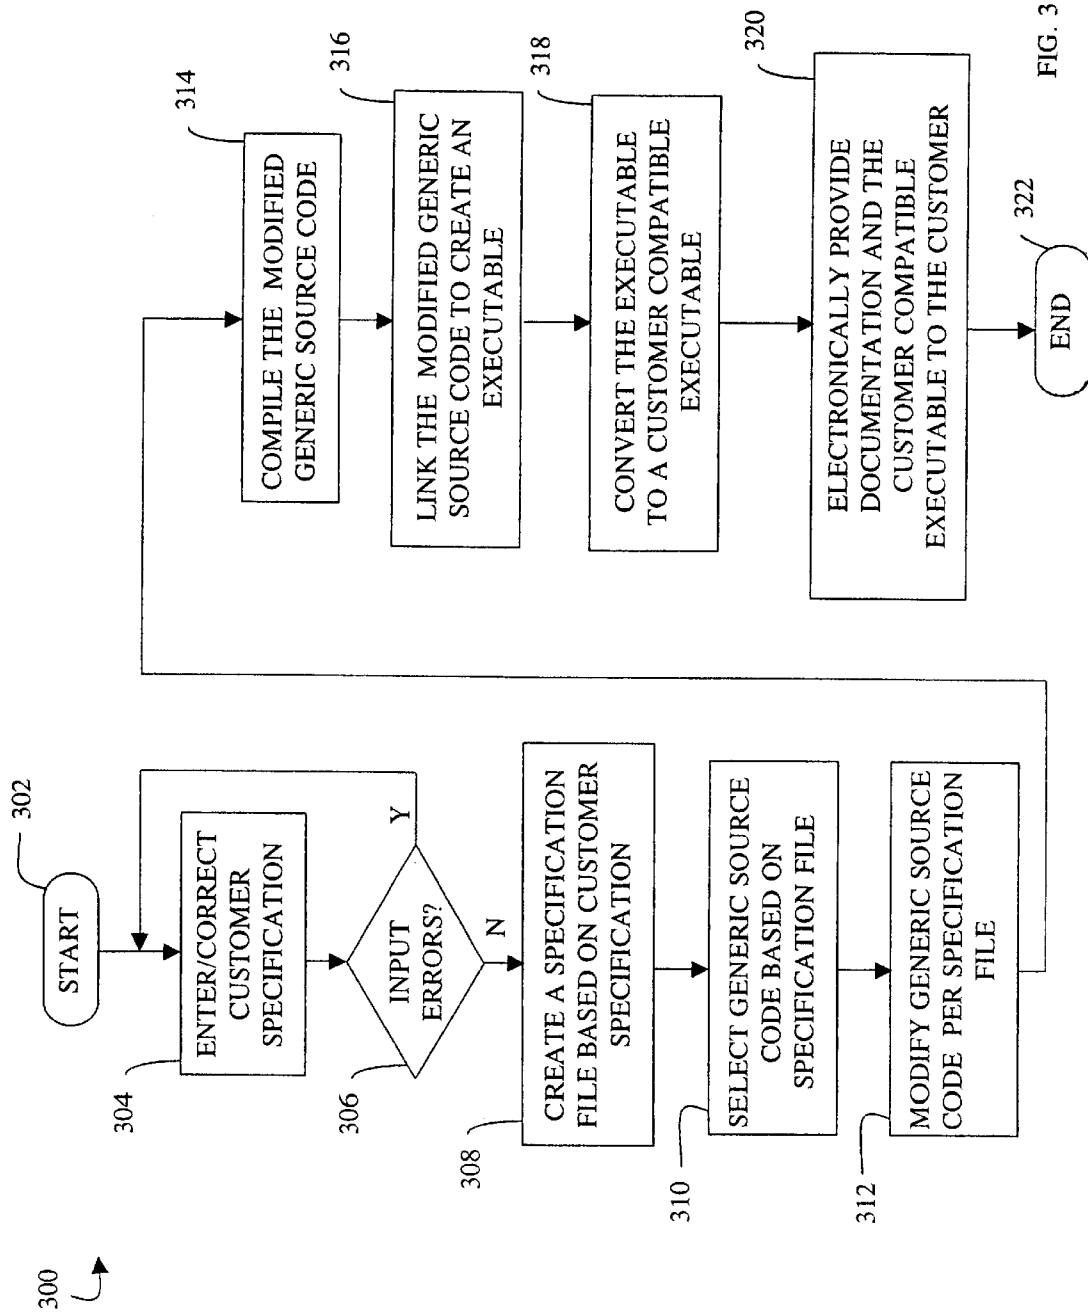 300
302
START
304
ENTER/CORRECT
CUSTOMER
SPECIFICATION
306
INPUT
ERRORS?
Y
N
308
CREATE A SPECIFICATION
FILE BASED ON CUSTOMER
SPECIFICATION
310
SELECT GENERIC SOURCE
CODE BASED ON
SPECIFICATION FILE
312
MODIFY GENERIC SOURCE
CODE PER SPECIFICATION
FILE
314
COMPILE THE MODIFIED
GENERIC SOURCE CODE
316
LINK THE MODIFIED GENERIC
SOURCE CODE TO CREATE AN
EXECUTABLE
318
CONVERT THE EXECUTABLE
TO A CUSTOMER COMPATIBLE
EXECUTABLE
320
ELECTRONICALLY PROVIDE
DOCUMENTATION AND THE
CUSTOMER COMPATIBLE
EXECUTABLE TO THE CUSTOMER
322
END
FIG. 3